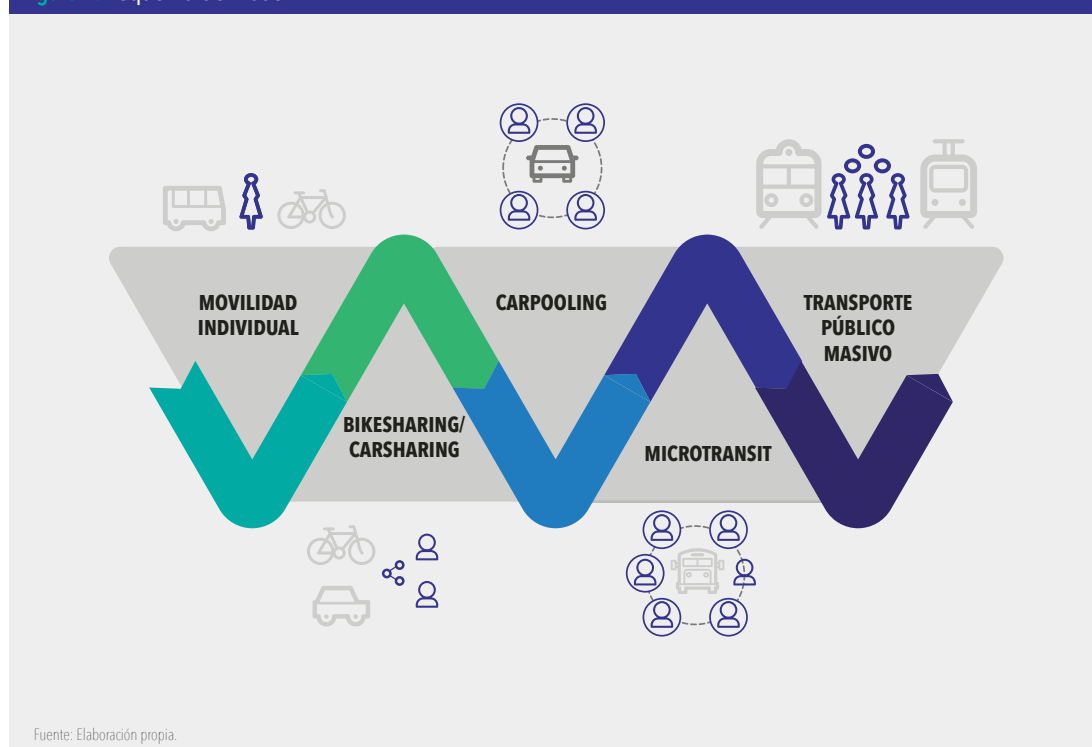 MOVILIDAD
INDIVIDUAL
BIKESHARING/
CARSHARING
CARPOOLING
MICROTRANSIT
TRANSPORTE
PÚBLICO
MASIVO
Fuente: Elaboración propia.